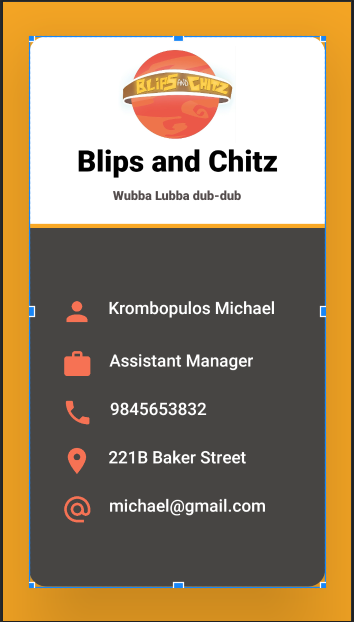 BLIPS AND CHITZ
Blips and Chitz
Wubba Lubba dub-dub
Krombopulos Michael
Assistant Manager
9845653832
221B Baker Street
michael@gmail.com